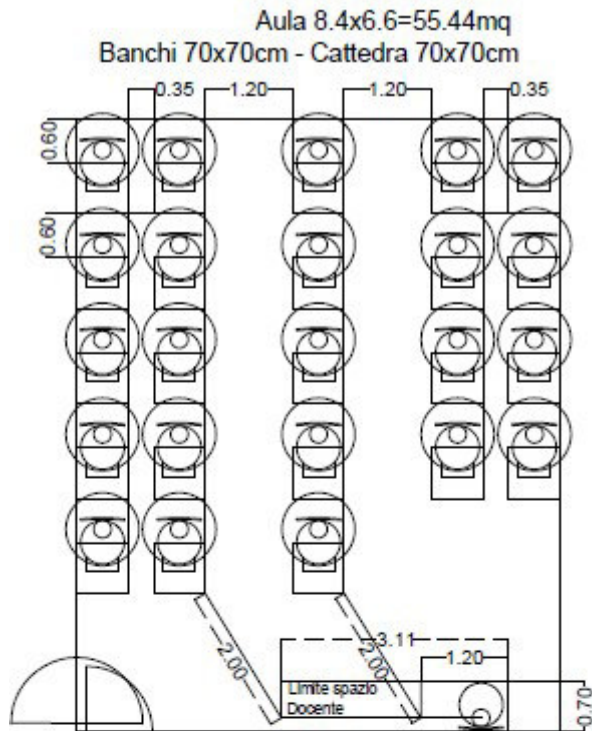 Aula 8.4x6.6=55.44mq
Banchi 70x70cm - Cattedra 70x70cm
0.35 1.20 1.20 0.35
0.60
0.60
2.00
2.00
3.11
1.20
Limite spazio
Docente
0.70